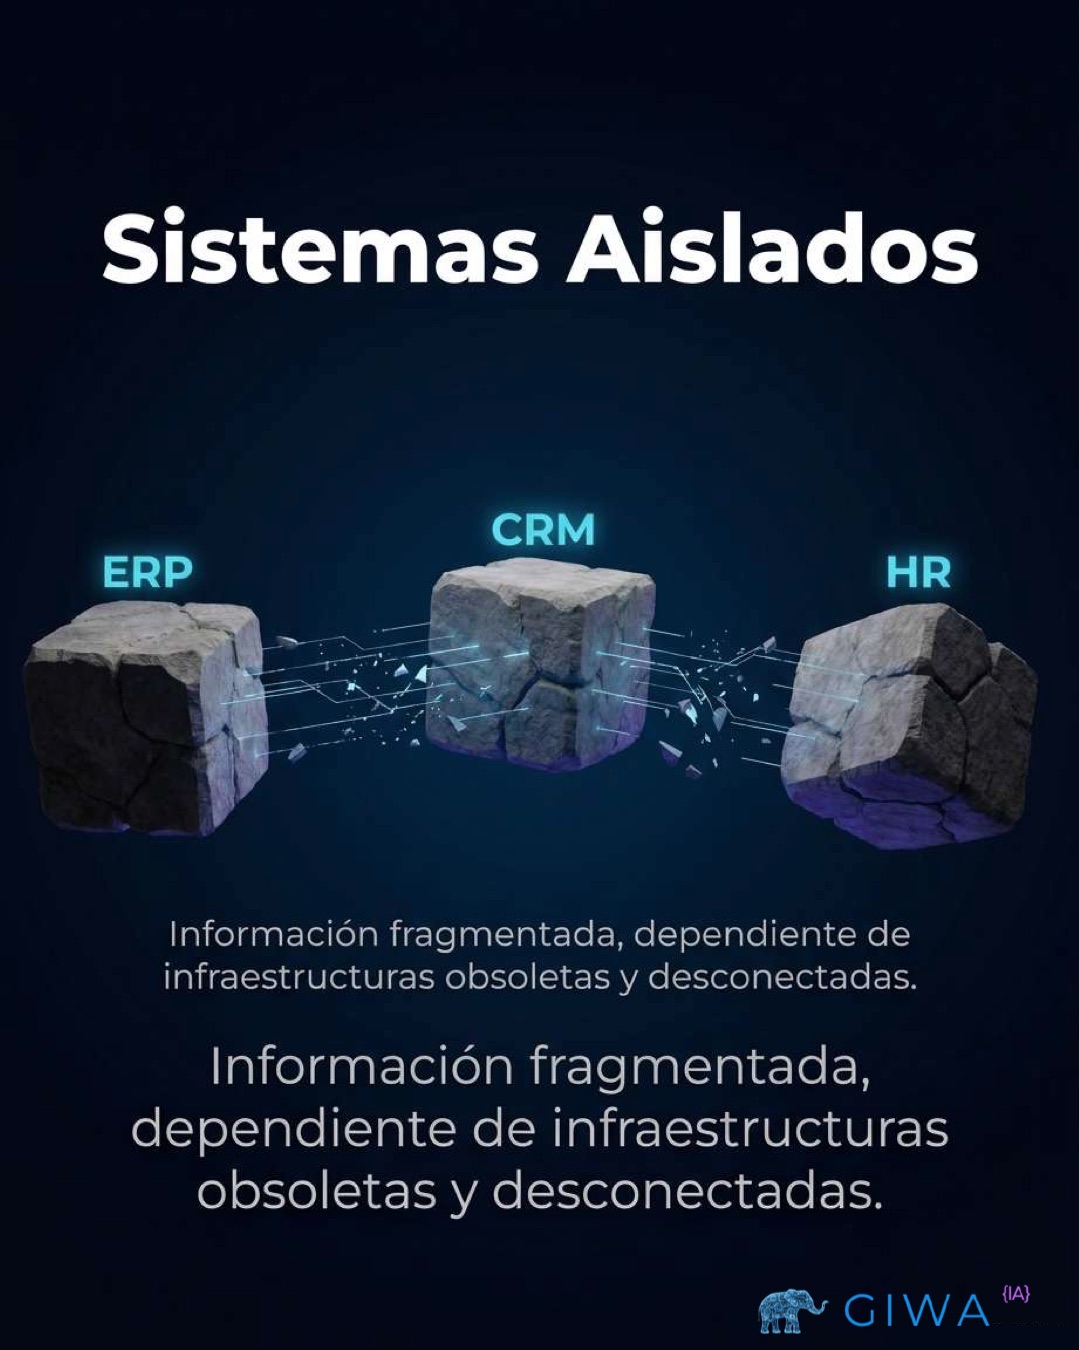 Sistemas Aislados
CRM
ERP
HR
Información fragmentada, dependiente de
infraestructuras obsoletas y desconectadas.
Información fragmentada,
dependiente de infraestructuras
obsoletas y desconectadas.
GIWA {IA}